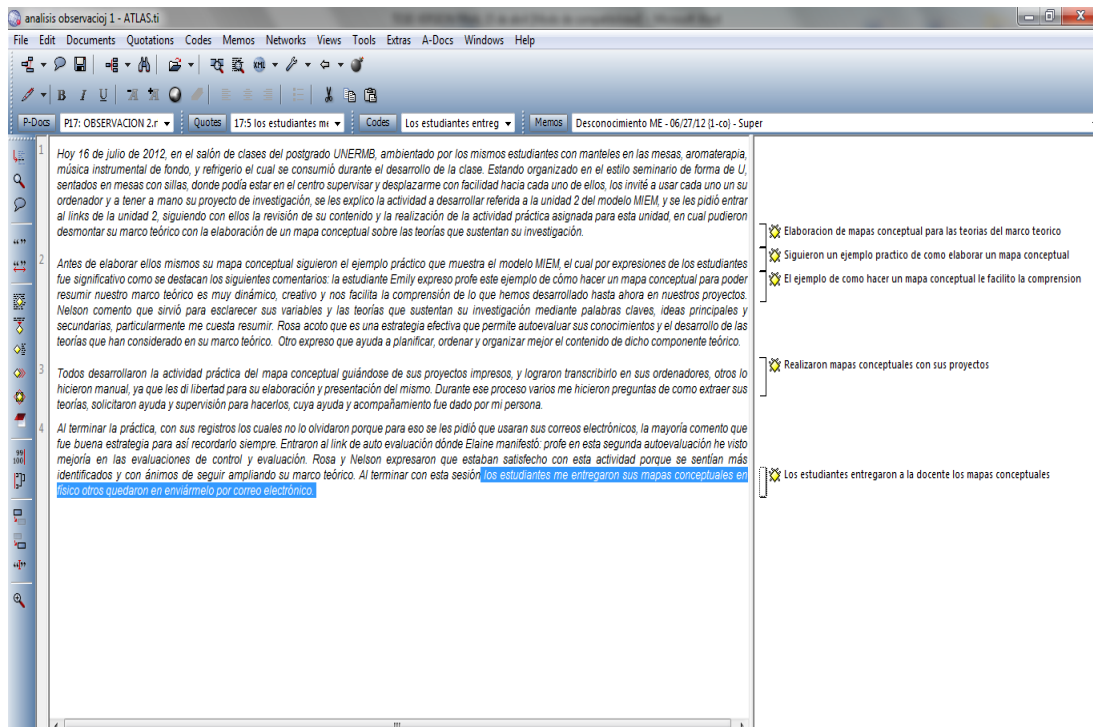 analisis observacioj 1 - ATLAS.ti
File Edit Documents Quotations Codes Memos Networks Views Tools Extras A-Docs Windows Help
B I U
P-Docs P17: OBSERVACION 2.r Quotes 17:5 los estudiantes me Codes Los estudiantes entreg Memos Desconocimiento ME - 06/27/12 {1-co} - Super
1 Hoy 16 de julio de 2012, en el salón de clases del postgrado UNERMB, ambientado por los mismos estudiantes con manteles en las mesas, aromaterapia,
música instrumental de fondo, y refrigerio el cual se consumió durante el desarrollo de la clase. Estando organizado en el estilo seminario de forma de U,
sentados en mesas con sillas, donde podía estar en el centro supervisar y desplazarme con facilidad hacia cada uno de ellos, los invité a usar cada uno un su
ordenador y a tener a mano su proyecto de investigación, se les explico la actividad a desarrollar referida a la unidad 2 del modelo MIEM, y se les pidió entrar
al links de la unidad 2, siguiendo con ellos la revisión de su contenido y la realización de la actividad práctica asignada para esta unidad, en cual pudieron
desmontar su marco teórico con la elaboración de un mapa conceptual sobre las teorías que sustentan su investigación.
2 Antes de elaborar ellos mismos su mapa conceptual siguieron el ejemplo práctico que muestra el modelo MIEM, el cual por expresiones de los estudiantes
fue significativo como se destacan los siguientes comentarios: la estudiante Emily expreso profe este ejemplo de cómo hacer un mapa conceptual para poder
resumir nuestro marco teórico es muy dinámico, creativo y nos facilita la comprensión de lo que hemos desarrollado hasta ahora en nuestros proyectos.
Nelson comento que sirvió para esclarecer sus variables y las teorías que sustentan su investigación mediante palabras claves, ideas principales y
secundarias, particularmente me cuesta resumir. Rosa acoto que es una estrategia efectiva que permite autoevaluar sus conocimientos y el desarrollo de las
teorías que han considerado en su marco teórico. Otro expreso que ayuda a planificar, ordenar y organizar mejor el contenido de dicho componente teórico.
3 Todos desarrollaron la actividad práctica del mapa conceptual guiándose de sus proyectos impresos, y lograron transcribirlo en sus ordenadores, otros lo
hicieron manual, ya que les di libertad para su elaboración y presentación del mismo. Durante ese proceso varios me hicieron preguntas de como extraer sus
teorías, solicitaron ayuda y supervisión para hacerlos, cuya ayuda y acompañamiento fue dado por mi persona.
4 Al terminar la práctica, con sus registros los cuales no lo olvidaron porque para eso se les pidió que usaran sus correos electrónicos, la mayoría comento que
fue buena estrategia para así recordarlo siempre. Entraron al link de auto evaluación dónde Elaine manifestó: profe en esta segunda autoevaluación he visto
mejoría en las evaluaciones de control y evaluación. Rosa y Nelson expresaron que estaban satisfecho con esta actividad porque se sentían más
identificados y con ánimos de seguir ampliando su marco teórico. Al terminar con esta sesión los estudiantes me entregaron sus mapas conceptuales en
físico otros quedaron en enviármelo por correo electrónico.
Elaboracion de mapas conceptual para las teorias del marco teorico
Siguieron un ejemplo practico de como elaborar un mapa conceptual
El ejemplo de como hacer un mapa conceptual le facilito la comprension
Realizaron mapas conceptuales con sus proyectos
Los estudiantes entregaron a la docente los mapas conceptuales